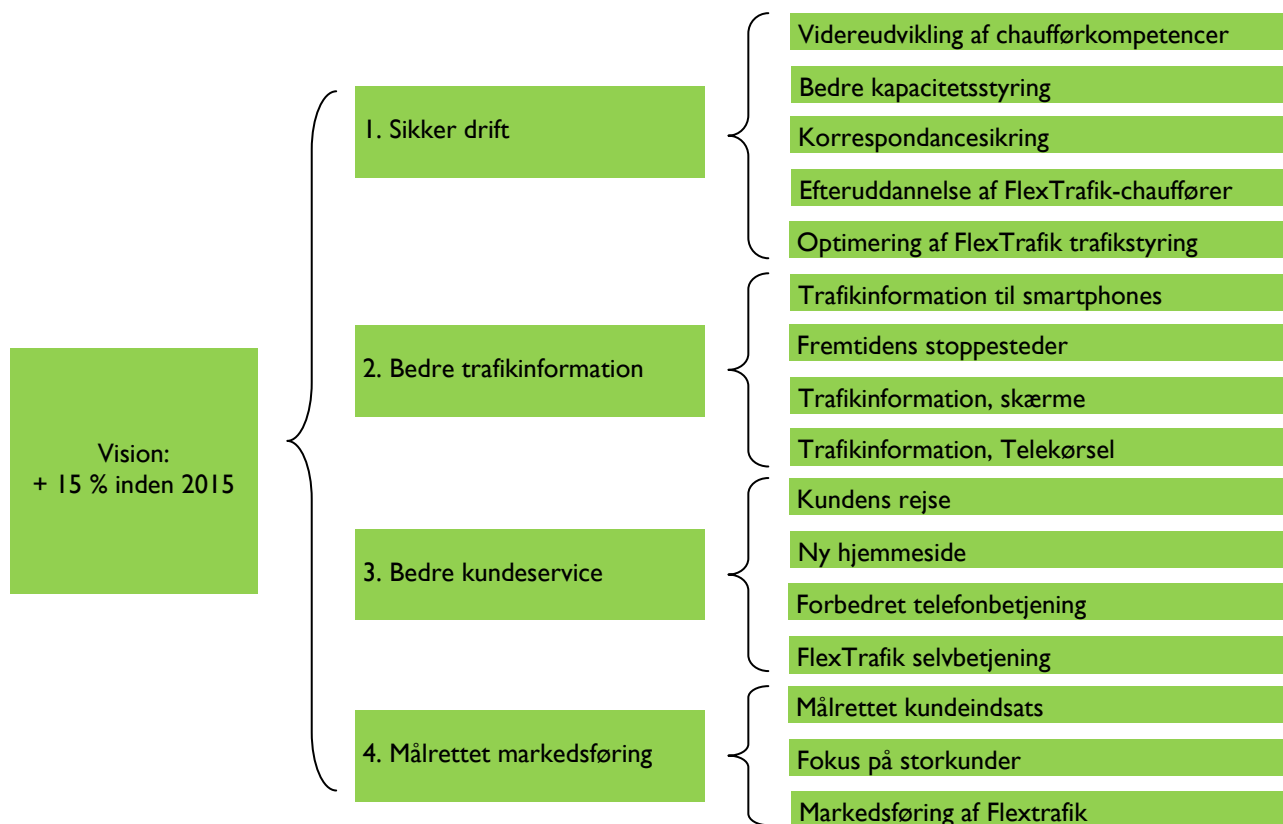 Vision:
+ 15 % inden 2015
1. Sikker drift
Videreudvikling af chaufførkompetencer
Bedre kapacitetsstyring
Korrespondancesikring
Efteruddannelse af FlexTrafik-chauffører
Optimering af FlexTrafik trafikstyring
2. Bedre trafikinformation
Trafikinformation til smartphones
Fremtidens stoppesteder
Trafikinformation, skærme
Trafikinformation, Telekørsel
3. Bedre kundeservice
Kundens rejse
Ny hjemmeside
Forbedret telefonbetjening
FlexTrafik selvbetjening
4. Målrettet markedsføring
Målrettet kundeindsats
Fokus på storkunder
Markedsføring af Flextrafik